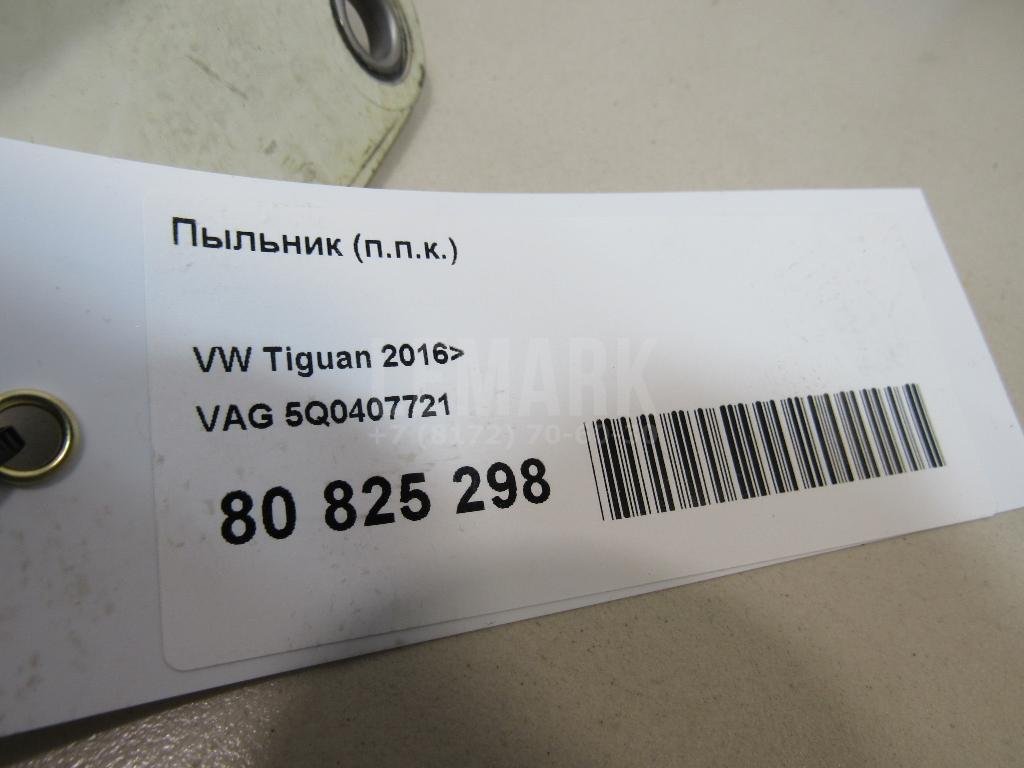 Пыльник (п.п.к.)
VW Tiguan 2016>
VAG 5Q0407721
80 825 298